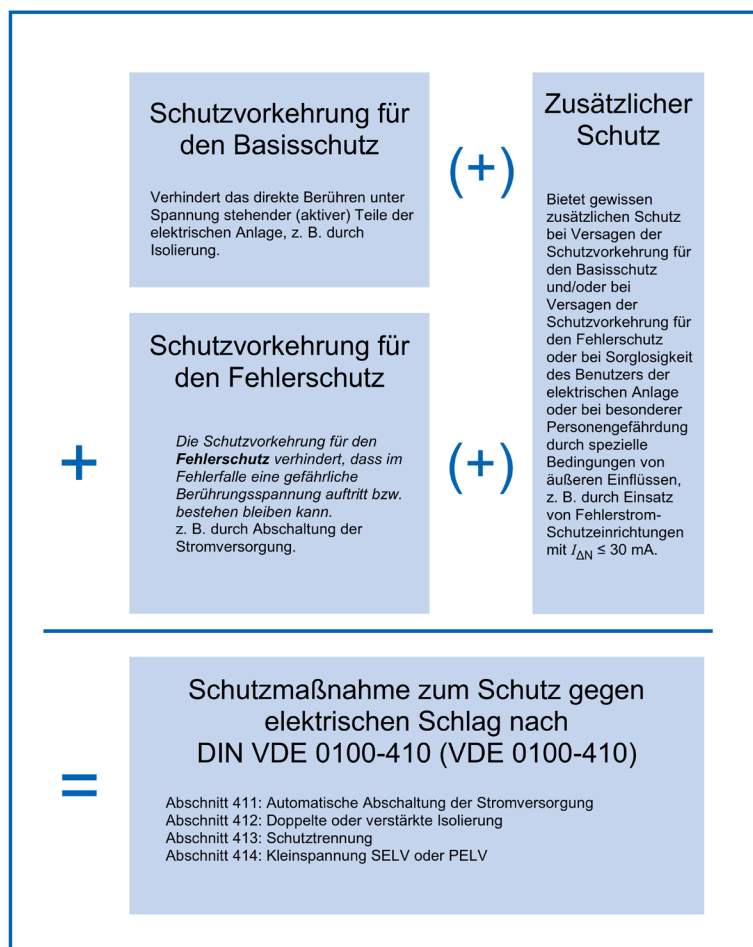 Schutzvorkehrung für
den Basisschutz
Verhindert das direkte Berühren unter
Spannung stehender (aktiver) Teile der
elektrischen Anlage, z. B. durch
Isolierung.
(+)
Zusätzlicher
Schutz
Bietet gewissen
zusätzlichen Schutz
bei Versagen der
Schutzvorkehrung für
den Basisschutz
und/oder bei
Versagen der
Schutzvorkehrung für
den Fehlerschutz
oder bei Sorglosigkeit
des Benutzers der
elektrischen Anlage
oder bei besonderer
Personengefährdung
durch spezielle
Bedingungen von
äußeren Einflüssen,
z. B. durch Einsatz
von Fehlerstrom-
Schutzeinrichtungen
mit IΔN ≤ 30 mA.
+
Schutzvorkehrung für
den Fehlerschutz
Die Schutzvorkehrung für den
Fehlerschutz verhindert, dass im
Fehlerfalle eine gefährliche
Berührungsspannung auftritt bzw.
bestehen bleiben kann.
z. B. durch Abschaltung der
Stromversorgung.
(+)
=
Schutzmaßnahme zum Schutz gegen
elektrischen Schlag nach
DIN VDE 0100-410 (VDE 0100-410)
Abschnitt 411: Automatische Abschaltung der Stromversorgung
Abschnitt 412: Doppelte oder verstärkte Isolierung
Abschnitt 413: Schutztrennung
Abschnitt 414: Kleinspannung SELV oder PELV